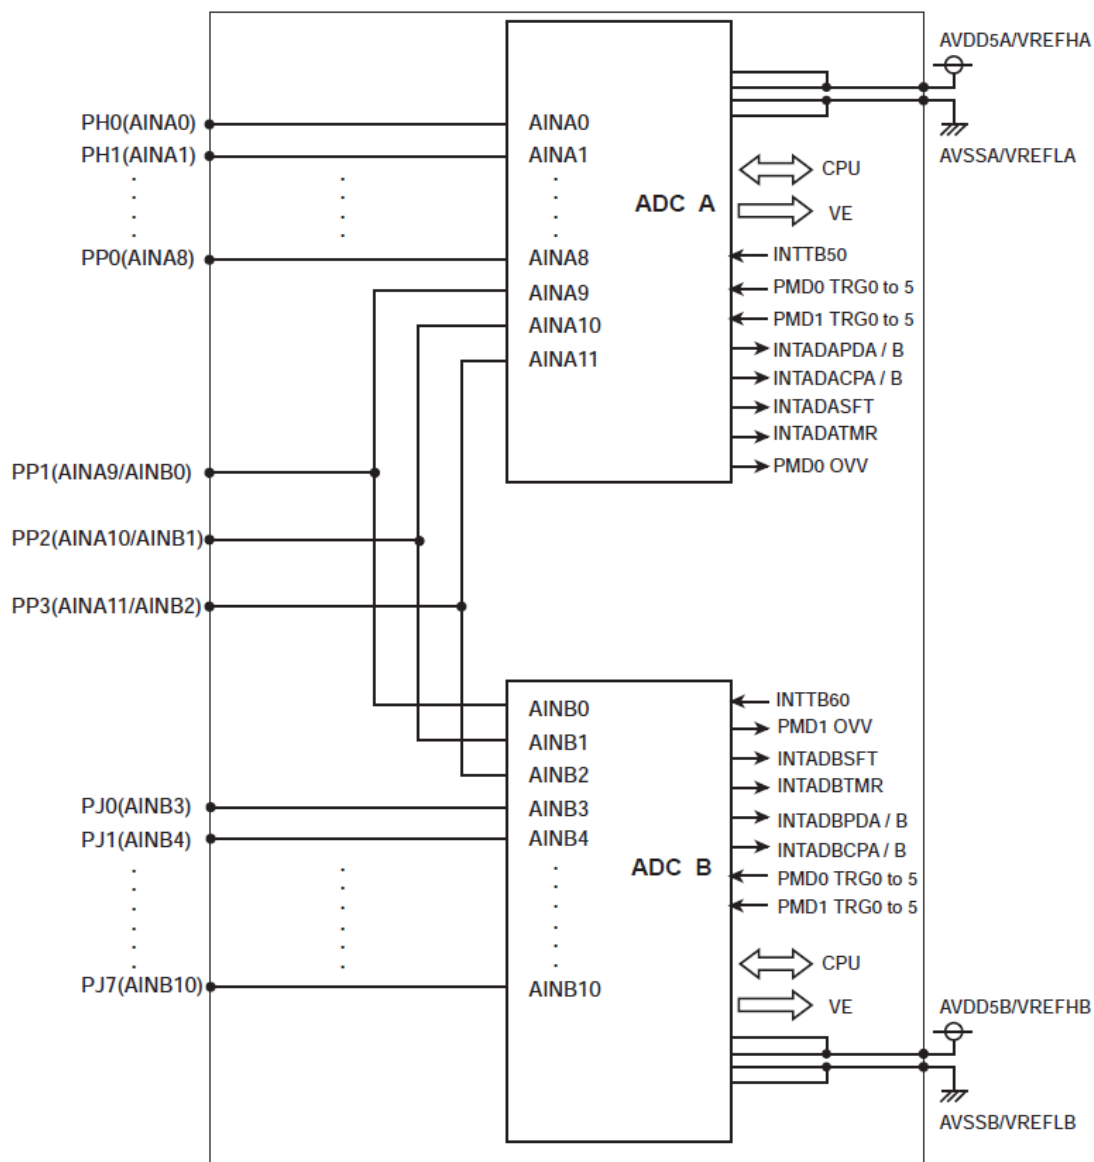 AVDD5A/VREFHA
PH0(AINA0)
AINA0
PH1(AINA1)
AINA1
AVSSA/VREFLA
CPU
ADC A
VE
PP0(AINA8)
AINA8
INTTB50
AINA9
PMD0 TRG0 to 5
AINA10
PMD1 TRG0 to 5
AINA11
INTADAPDA / B
INTADACPA / B
INTADASFT
INTADATMR
PMD0 OVV
PP1(AINA9/AINB0)
PP2(AINA10/AINB1)
PP3(AINA11/AINB2)
AINB0
INTTB60
PMD1 OVV
AINB1
INTADBSFT
AINB2
INTADBTMR
PJ0(AINB3)
AINB3
INTADBPDA / B
PJ1(AINB4)
AINB4
INTADBCPA / B
ADC B
PMD0 TRG0 to 5
PMD1 TRG0 to 5
CPU
PJ7(AINB10)
AINB10
VE
AVDD5B/VREFHB
AVSSB/VREFLB